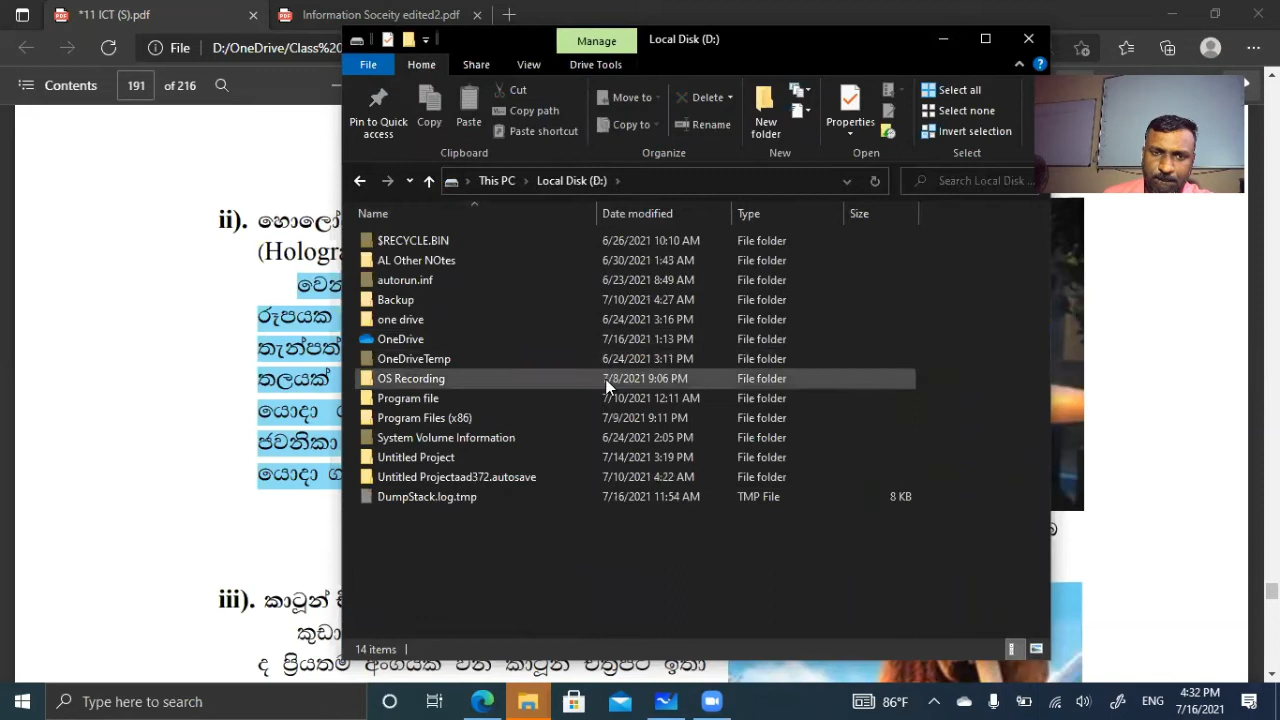 *11 ICT (S).pdf
Information Soceity edited2.pdf
File
D:/OneDrive/Class%20
Contents
191
of 216
Manage
Local Disk (D:)
File
Home
Share
View
Drive Tools
Pin to Quick access
Copy
Paste
Cut
Copy path
Paste shortcut
Move to
Copy to
Delete
Rename
New folder
Properties
Select all
Select none
Invert selection
Clipboard
Organize
New
Open
Select
This PC
Local Disk (D:)
Search Local Disk ...
Name
Date modified
Type
Size
$RECYCLE.BIN 6/26/2021 10:10 AM File folder
AL Other NOtes 6/30/2021 1:43 AM File folder
autorun.inf 6/23/2021 8:49 AM File folder
Backup 7/10/2021 4:27 AM File folder
one drive 6/24/2021 3:16 PM File folder
OneDrive 7/16/2021 1:13 PM File folder
OneDriveTemp 6/24/2021 3:11 PM File folder
OS Recording 7/8/2021 9:06 PM File folder
Program file 7/10/2021 12:11 AM File folder
Program Files (x86) 7/9/2021 9:11 PM File folder
System Volume Information 6/24/2021 2:05 PM File folder
Untitled Project 7/14/2021 3:19 PM File folder
Untitled Projectaad372.autosave 7/10/2021 4:22 AM File folder
DumpStack.log.tmp 7/16/2021 11:54 AM TMP File 8 KB
14 items
ii). හොලෝ
(Hologra
වෙන
රූපයක
තැන්පත්
තලයක්
යොදා
ජවනිකා
යොදා ග
iii). කාටූන්
කුඩා
ද ප්‍රියතම අංගයක් වන කාටූන් චිත්‍රපට ඉතා
Type here to search
86°F
ENG
4:32 PM
7/16/2021